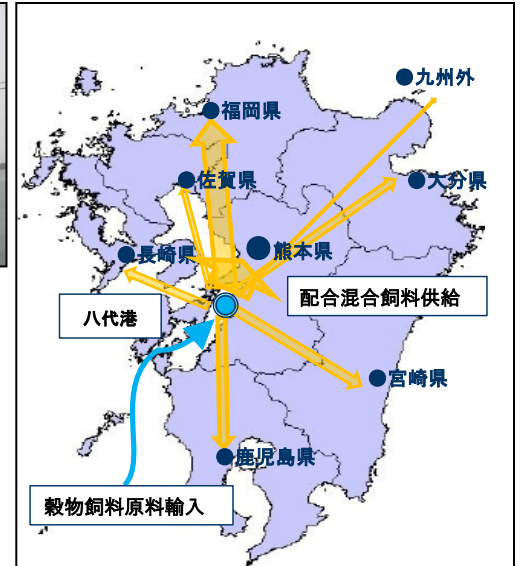 ●九州外
●福岡県
●佐賀県
●大分県
●長崎県
●熊本県
配合混合飼料供給
八代港
●宮崎県
●鹿児島県
穀物飼料原料輸入